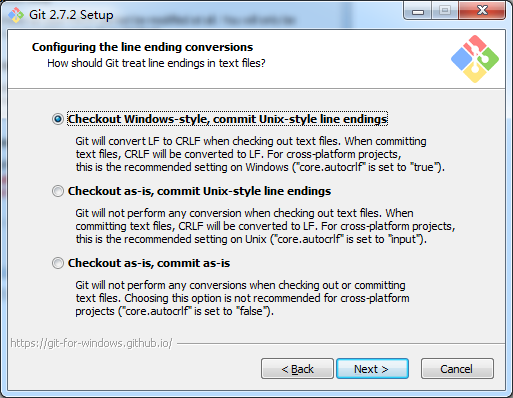 Git 2.7.2 Setup
Configuring the line ending conversions
How should Git treat line endings in text files?
Checkout Windows-style, commit Unix-style line endings
Git will convert LF to CRLF when checking out text files. When committing
text files, CRLF will be converted to LF. For cross-platform projects,
this is the recommended setting on Windows ("core.autocrlf" is set to "true").
Checkout as-is, commit Unix-style line endings
Git will not perform any conversion when checking out text files. When
committing text files, CRLF will be converted to LF. For cross-platform projects,
this is the recommended setting on Unix ("core.autocrlf" is set to "input").
Checkout as-is, commit as-is
Git will not perform any conversions when checking out or committing
text files. Choosing this option is not recommended for cross-platform
projects ("core.autocrlf" is set to "false").
https://git-for-windows.github.io/
< Back Next > Cancel